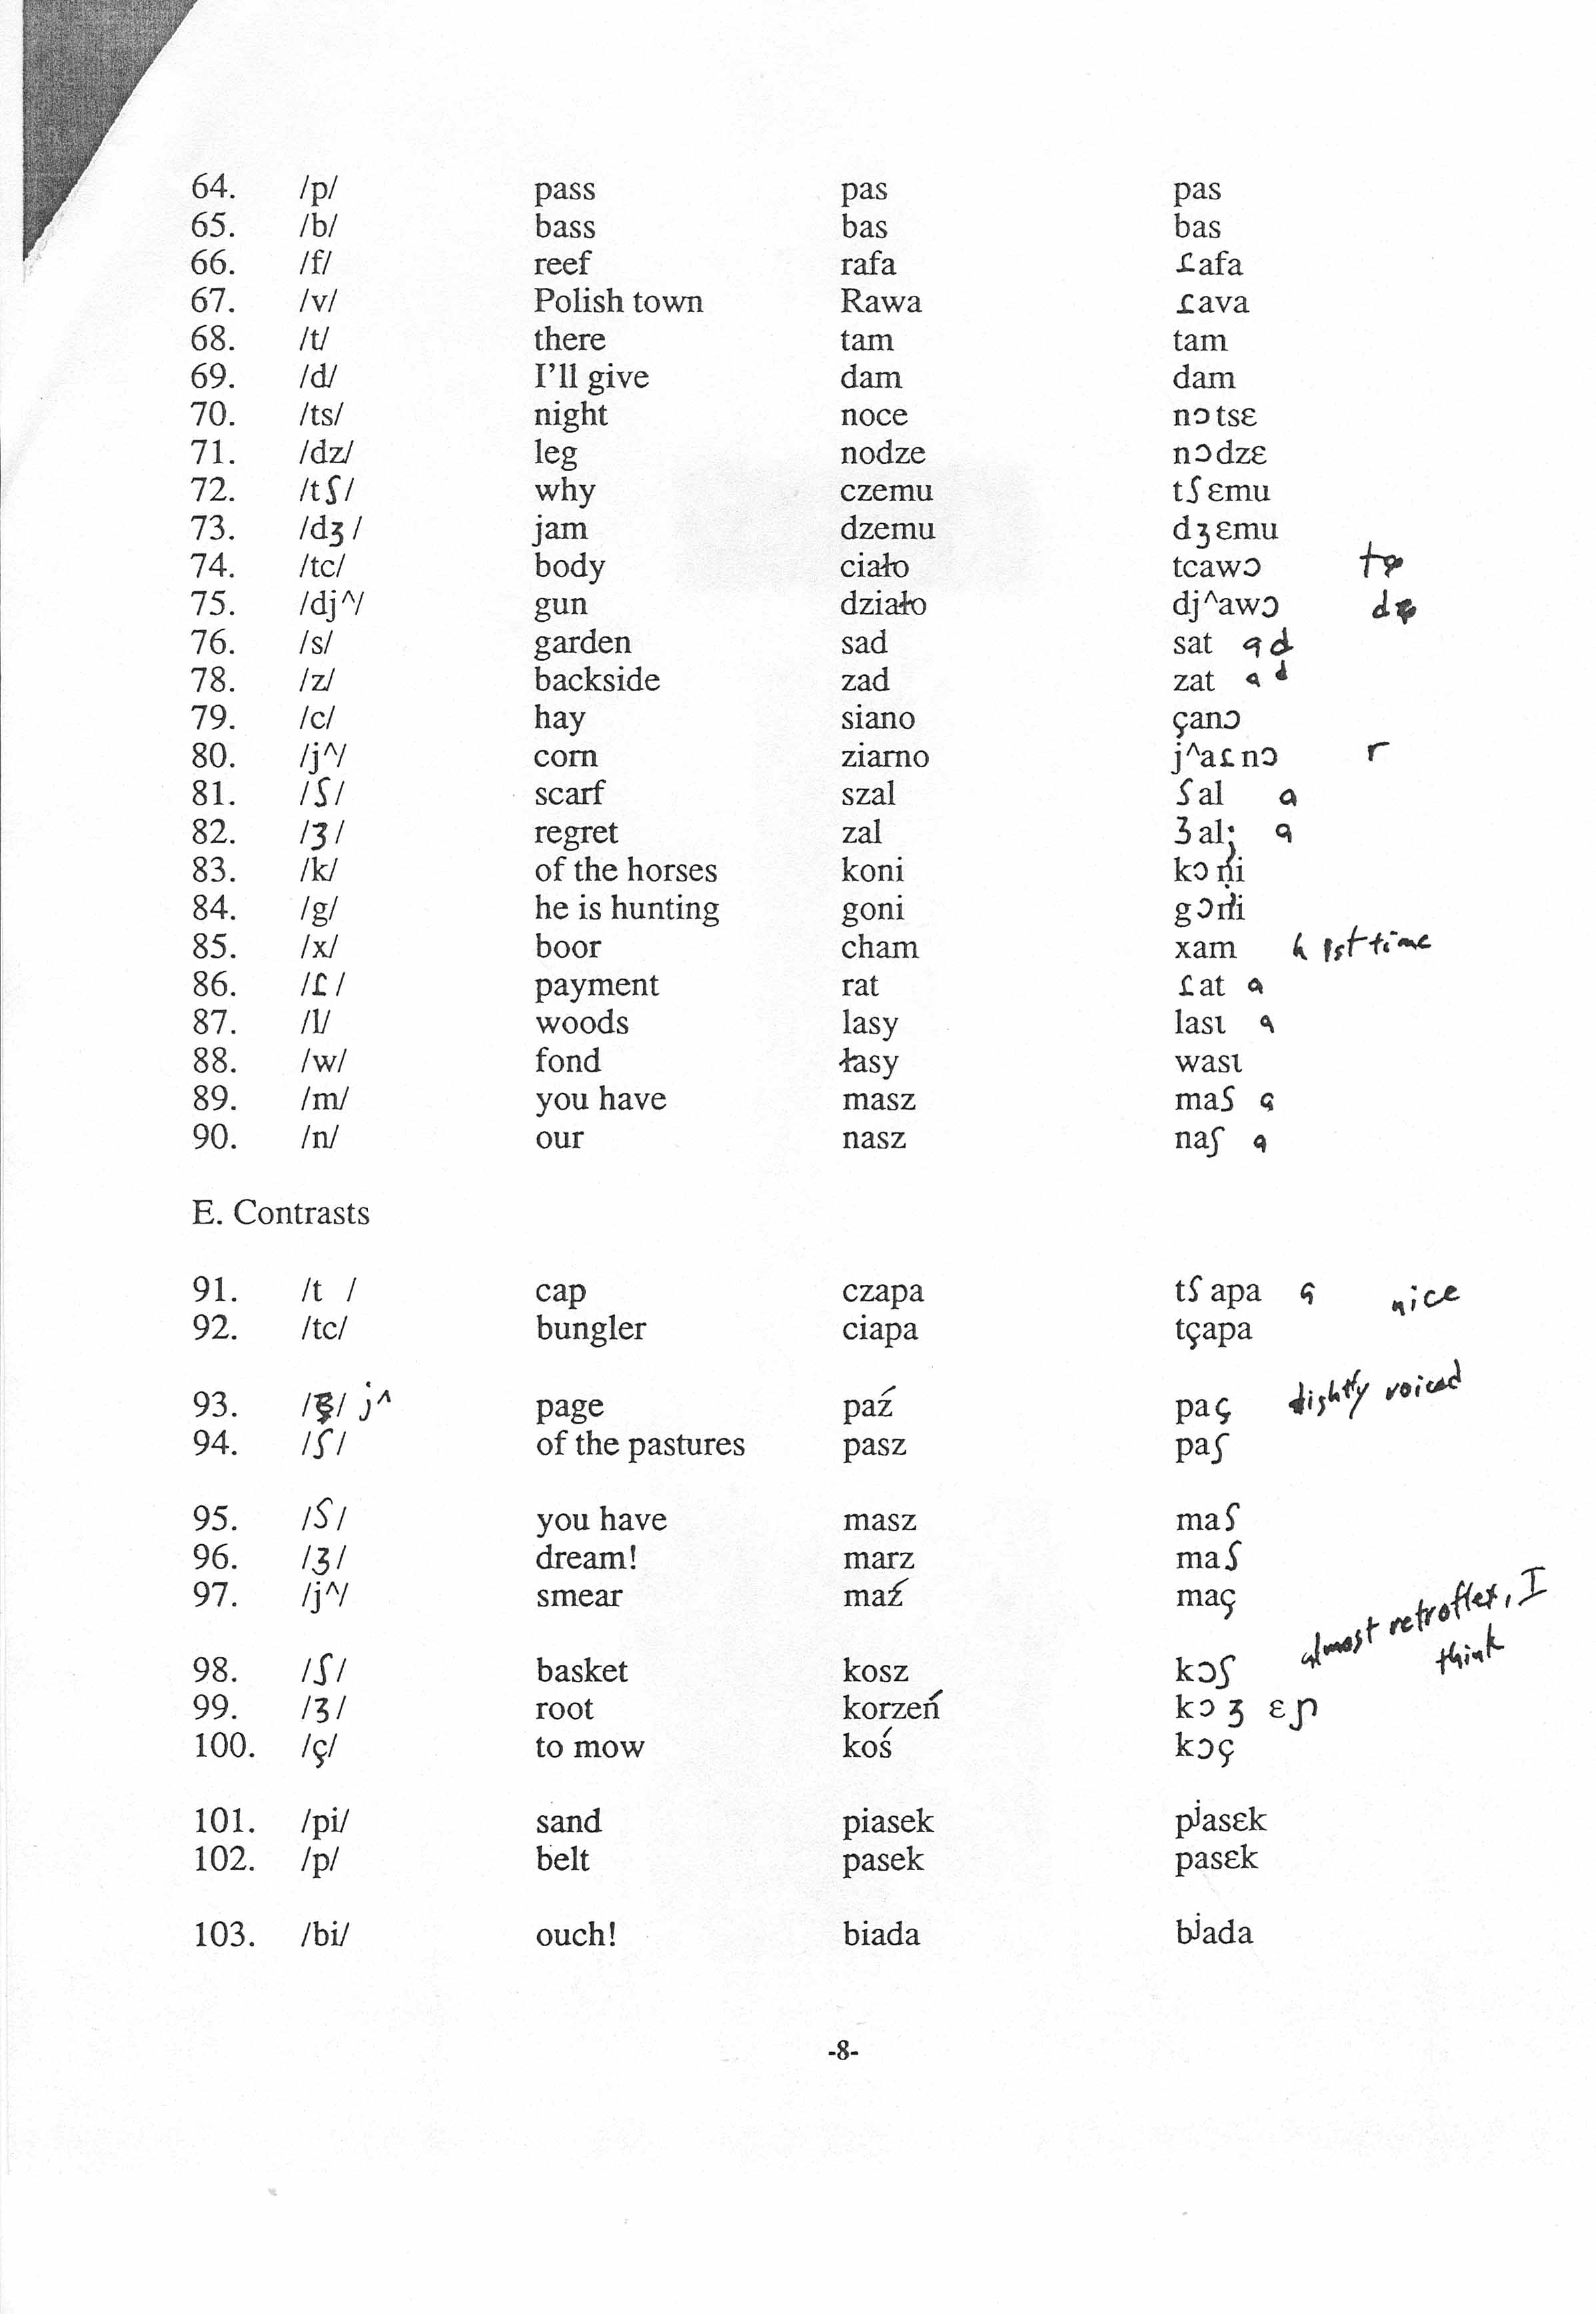 64. /p/ pass pas pas
65. /b/ bass bas bas
66. /f/ reef rafa ɾafa
67. /v/ Polish town Rawa ɾava
68. /t/ there tam tam
69. /d/ I'll give dam dam
70. /ts/ night noce nɔtsɛ
71. /dz/ leg nodze nɔdzɛ
72. /tʃ/ why czemu tʃɛmu
73. /dʒ/ jam dzemu dʒɛmu
74. /tc/ body ciało tcawɔ
75. /dj^/ gun działo dj^awɔ
76. /s/ garden sad sat a d
78. /z/ backside zad zat a d
79. /c/ hay siano çanɔ
80. /j^/ corn ziarno j^aɾnɔ r
81. /ʃ/ scarf szal ʃal a
82. /ʒ/ regret zal ʒal; a
83. /k/ of the horses koni kɔńi
84. /g/ he is hunting goni gɔńi
85. /x/ boor cham xam h 1st time
86. /ɾ/ payment rat ɾat a
87. /l/ woods lasy lasɩ a
88. /w/ fond łasy wasɩ
89. /m/ you have masz maʃ a
90. /n/ our nasz naʃ a
E. Contrasts
91. /t / cap czapa tʃapa a nice
92. /tc/ bungler ciapa tçapa
93. / / j^ page paź paç slightly voiced
94. /ʃ/ of the pastures pasz paʃ
95. /ʃ/ you have masz maʃ
96. /ʒ/ dream! marz maʃ
97. /j^/ smear maź maç
almost retroflex, I
think
98. /ʃ/ basket kosz kɔʃ
99. /ʒ/ root korzeń kɔʒɛɲ
100. /ç/ to mow koś kɔç
101. /pi/ sand piasek pʲasɛk
102. /p/ belt pasek pasɛk
103. /bi/ ouch! biada bʲada
-8-